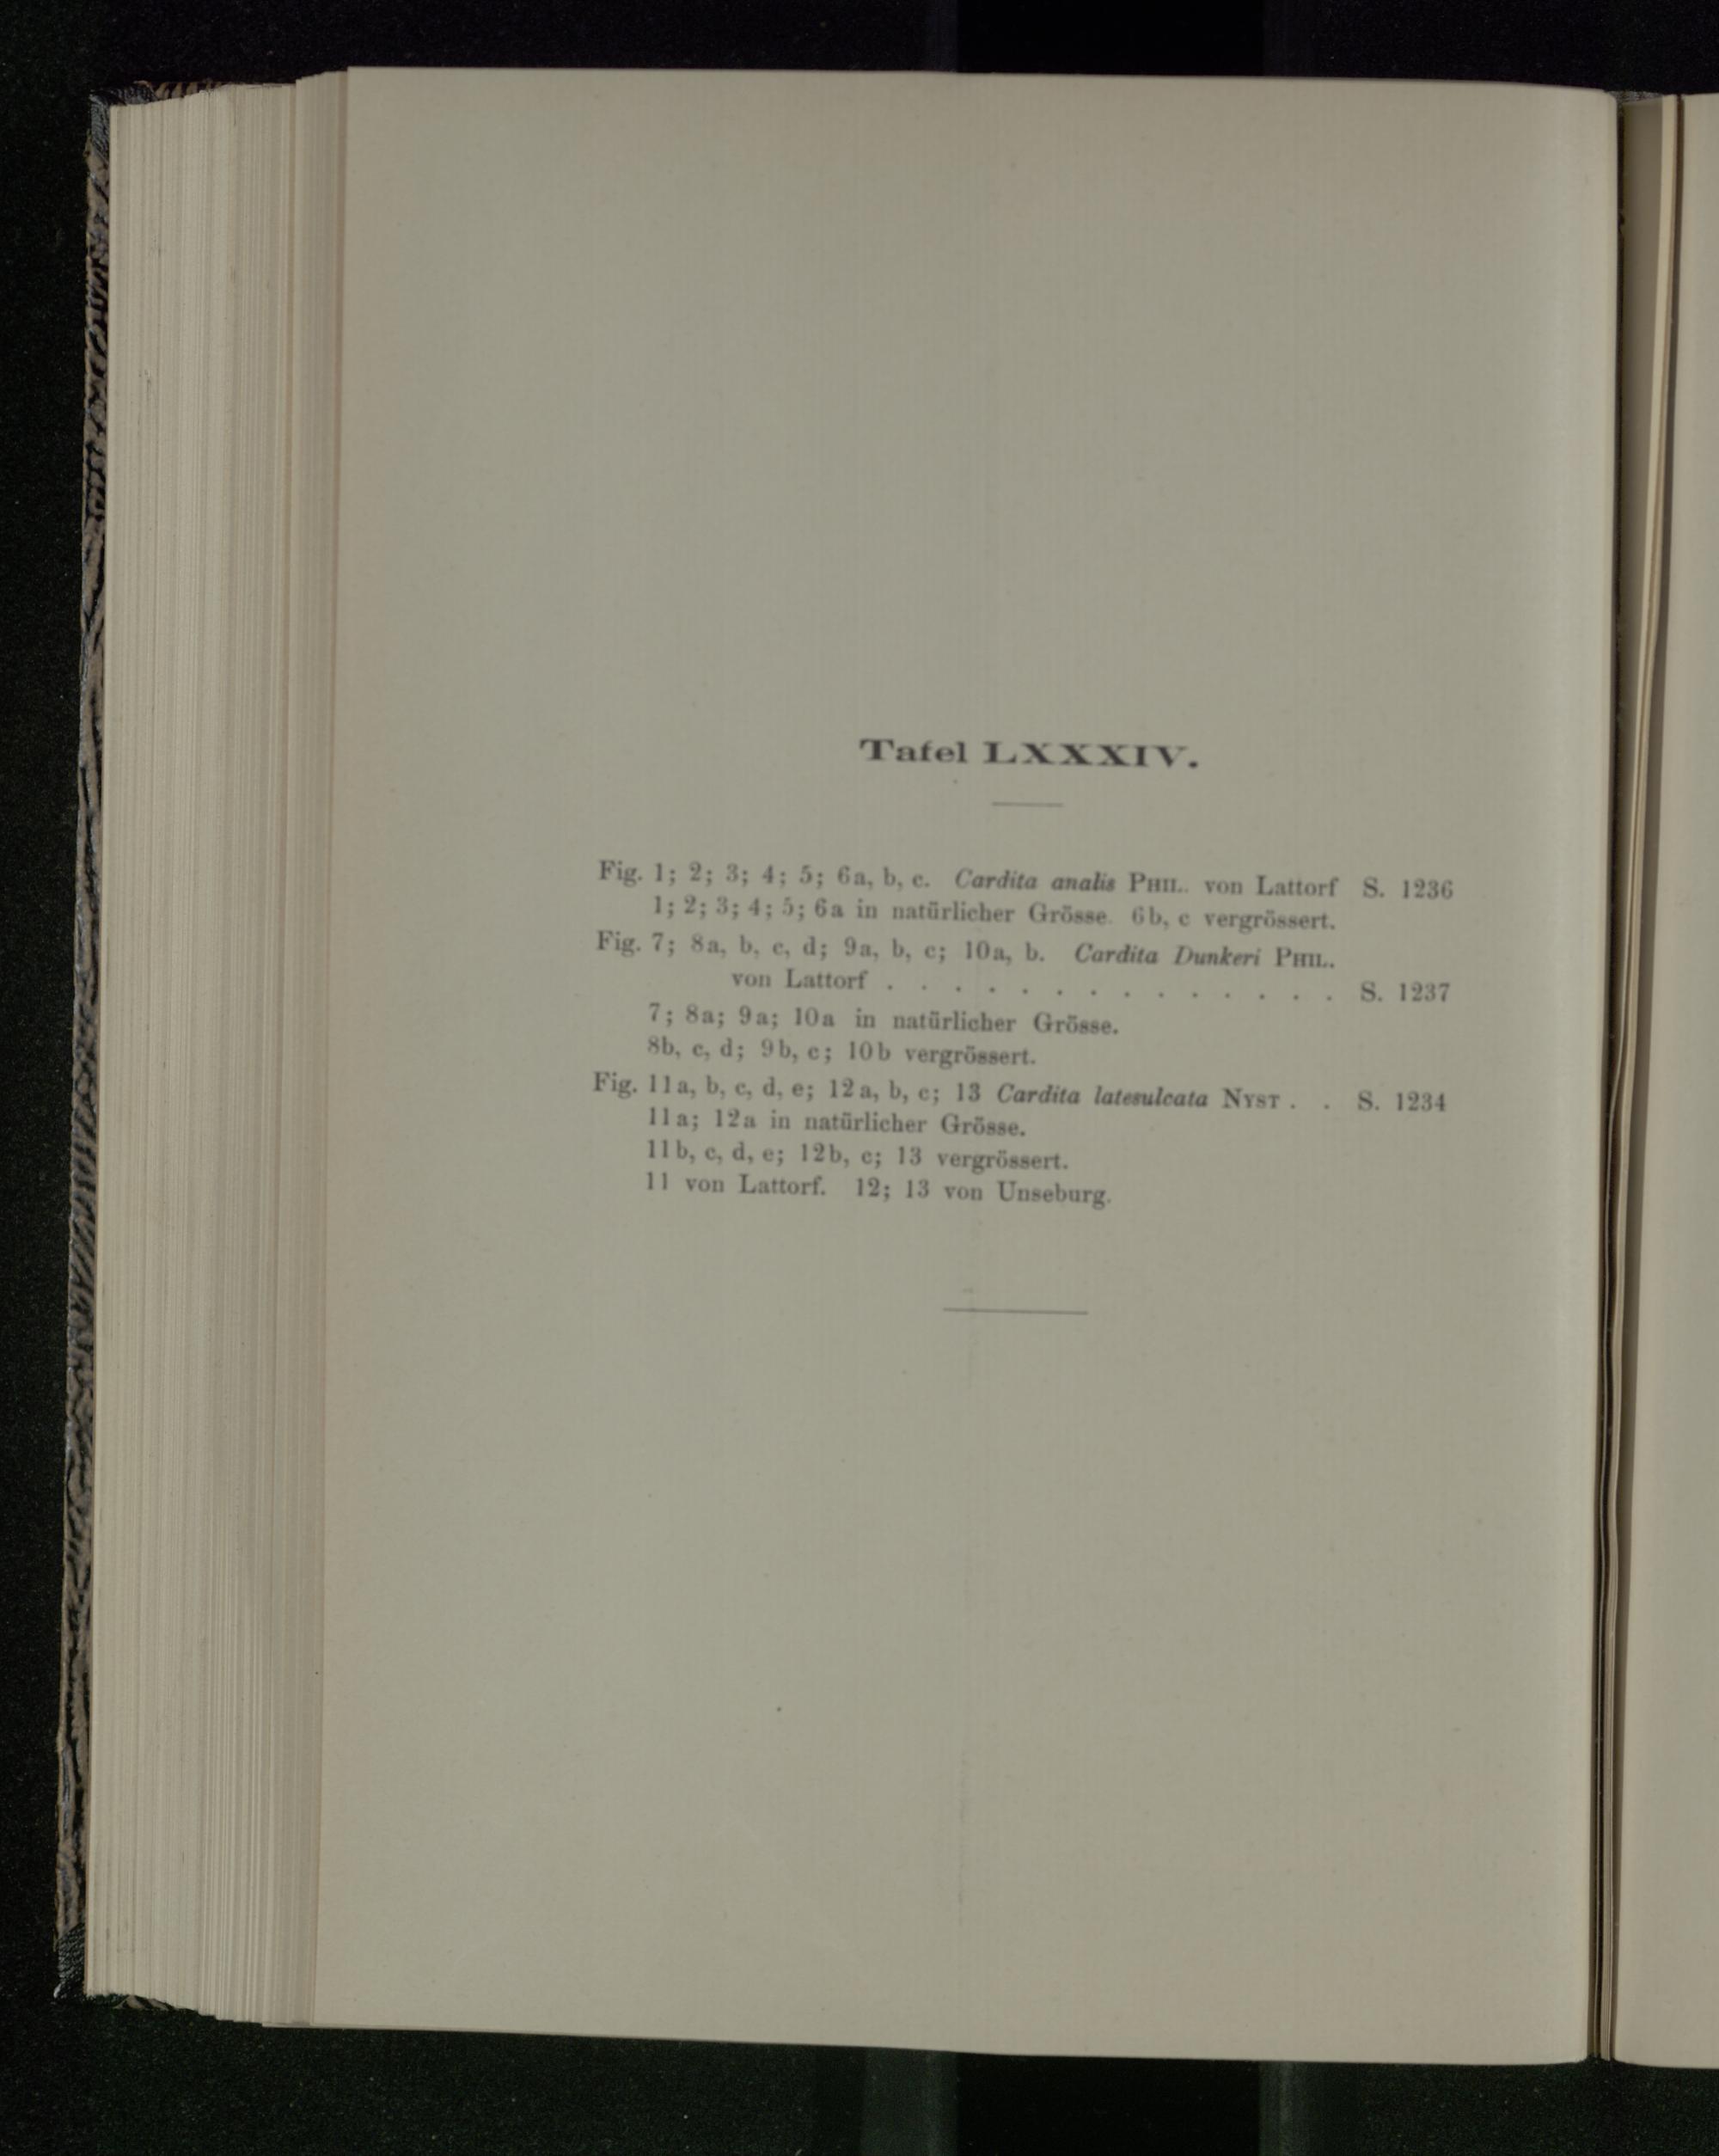 Tafel LXXXIV.
Fig. 1; 2; 3; 4; 5; 6a, b, c. Cardita analis PHIL. von Lattorf S. 1236
1; 2; 3; 4; 5; 6a in natürlicher Grösse. 6b, c vergrössert.
Fig. 7; 8a, b, c, d; 9a, b, c; 10a, b. Cardita Dunkeri PHIL.
von Lattorf . . . . . . . . . . . . . . S. 1237
7; 8a; 9a; 10a in natürlicher Grösse.
8b, c, d; 9b, c; 10b vergrössert.
Fig. 11a, b, c, d, e; 12a, b, c; 13 Cardita latesulcata NYST . . S. 1234
11a; 12a in natürlicher Grösse.
11b, c, d, e; 12b, c; 13 vergrössert.
11 von Lattorf. 12; 13 von Unseburg.